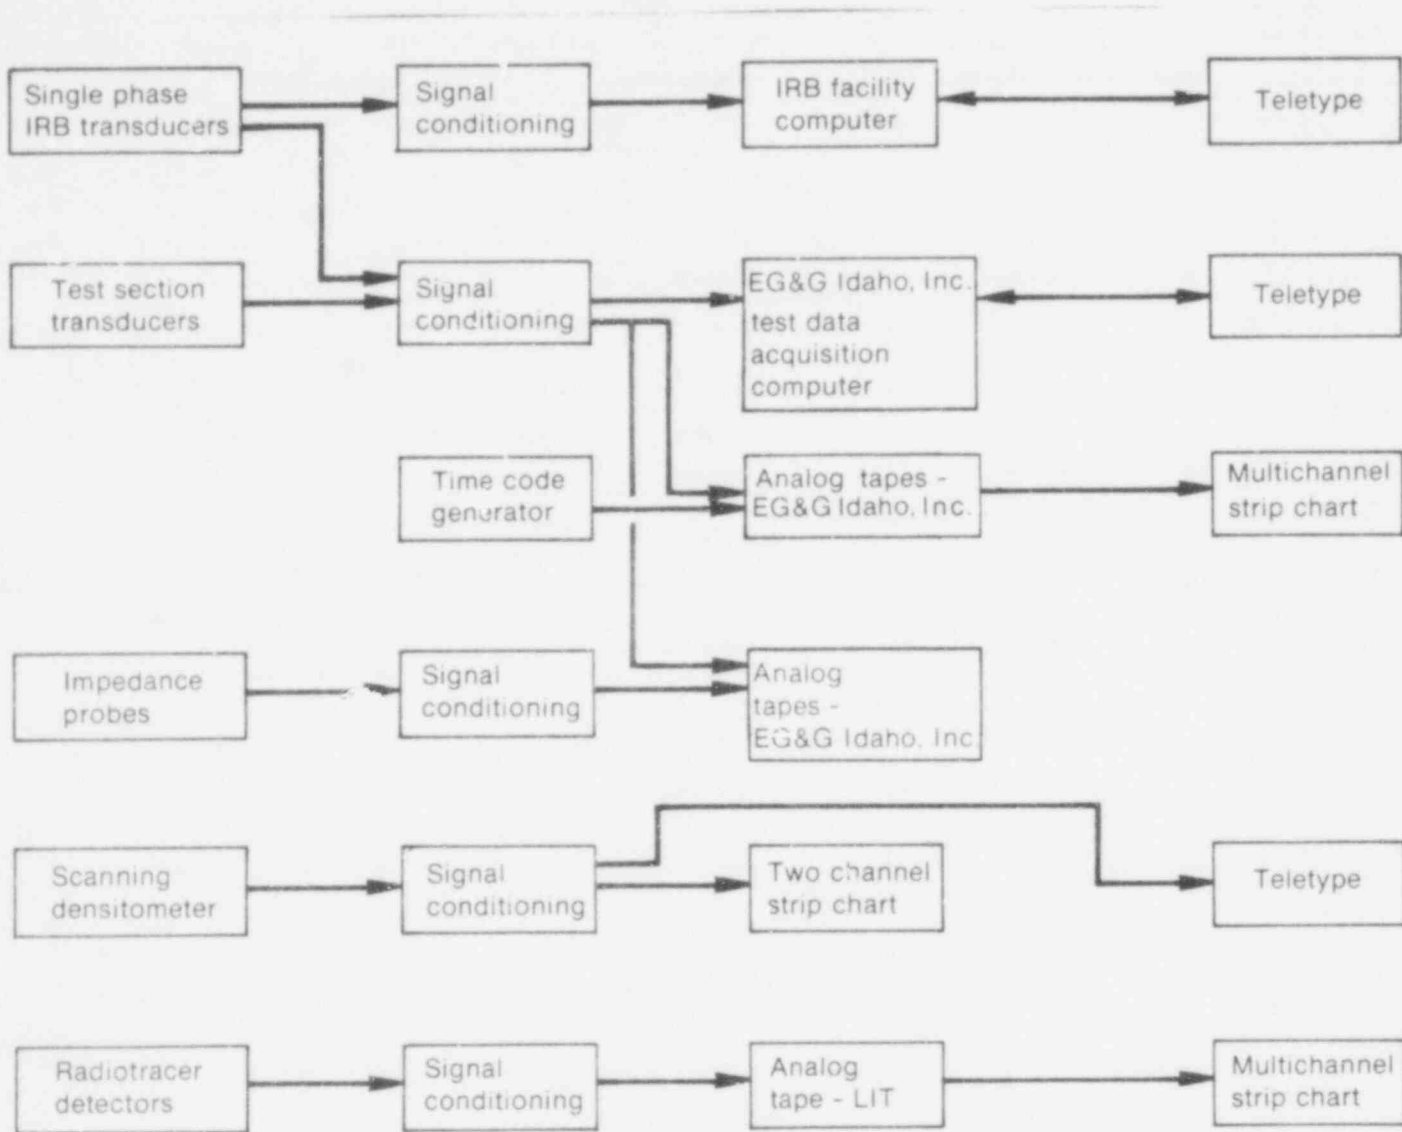 Single phase
IRB transducers
Signal
conditioning
IRB facility
computer
Teletype
Test section
transducers
Signal
conditioning
EG&G Idaho, Inc.
test data
acquisition
computer
Teletype
Time code
generator
Analog tapes -
EG&G Idaho, Inc.
Multichannel
strip chart
Impedance
probes
Signal
conditioning
Analog
tapes -
EG&G Idaho, Inc
Scanning
densitometer
Signal
conditioning
Two channel
strip chart
Teletype
Radiotracer
detectors
Signal
conditioning
Analog
tape - LIT
Multichannel
strip chart